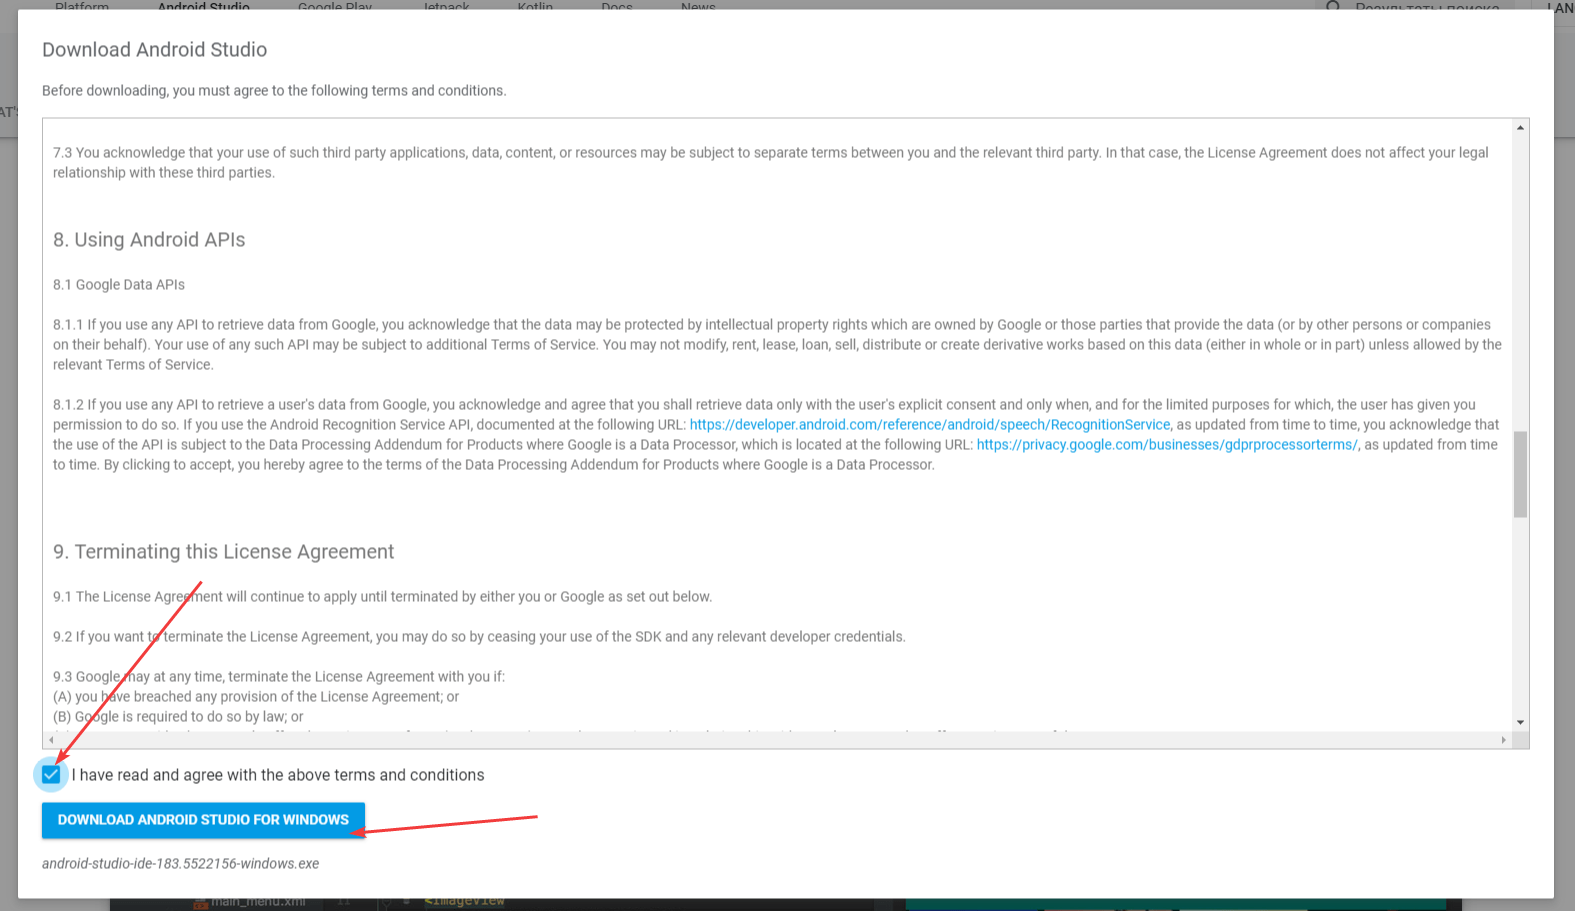 Platform Android Studio Google Play Jetpack Kotlin Docs News Результаты поиска LAN
AT'S
Download Android Studio
Before downloading, you must agree to the following terms and conditions.
7.3 You acknowledge that your use of such third party applications, data, content, or resources may be subject to separate terms between you and the relevant third party. In that case, the License Agreement does not affect your legal
relationship with these third parties.
8. Using Android APIs
8.1 Google Data APIs
8.1.1 If you use any API to retrieve data from Google, you acknowledge that the data may be protected by intellectual property rights which are owned by Google or those parties that provide the data (or by other persons or companies
on their behalf). Your use of any such API may be subject to additional Terms of Service. You may not modify, rent, lease, loan, sell, distribute or create derivative works based on this data (either in whole or in part) unless allowed by the
relevant Terms of Service.
8.1.2 If you use any API to retrieve a user's data from Google, you acknowledge and agree that you shall retrieve data only with the user's explicit consent and only when, and for the limited purposes for which, the user has given you
permission to do so. If you use the Android Recognition Service API, documented at the following URL: https://developer.android.com/reference/android/speech/RecognitionService, as updated from time to time, you acknowledge that
the use of the API is subject to the Data Processing Addendum for Products where Google is a Data Processor, which is located at the following URL: https://privacy.google.com/businesses/gdprprocessorterms/, as updated from time
to time. By clicking to accept, you hereby agree to the terms of the Data Processing Addendum for Products where Google is a Data Processor.
9. Terminating this License Agreement
9.1 The License Agreement will continue to apply until terminated by either you or Google as set out below.
9.2 If you want to terminate the License Agreement, you may do so by ceasing your use of the SDK and any relevant developer credentials.
9.3 Google may at any time, terminate the License Agreement with you if:
(A) you have breached any provision of the License Agreement; or
(B) Google is required to do so by law; or
I have read and agree with the above terms and conditions
DOWNLOAD ANDROID STUDIO FOR WINDOWS
android-studio-ide-183.5522156-windows.exe
main_menu.xml 11 <ImageView